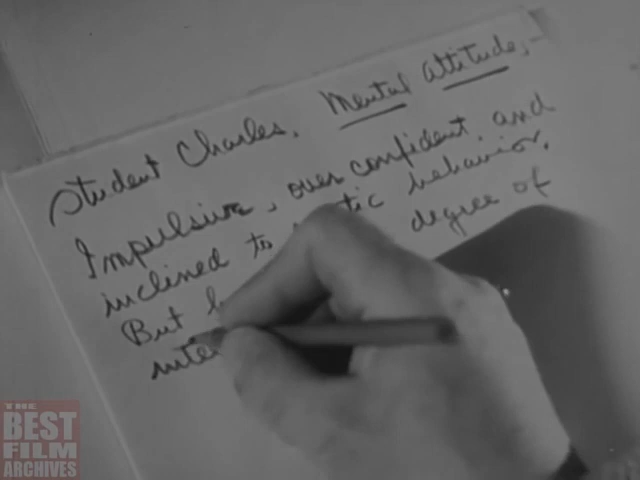 Student Charles. Mental Attitude,-
Impulsive, over confident, and
inclined to behavior.
But degree of
THE
BEST
FILM
ARCHIVES